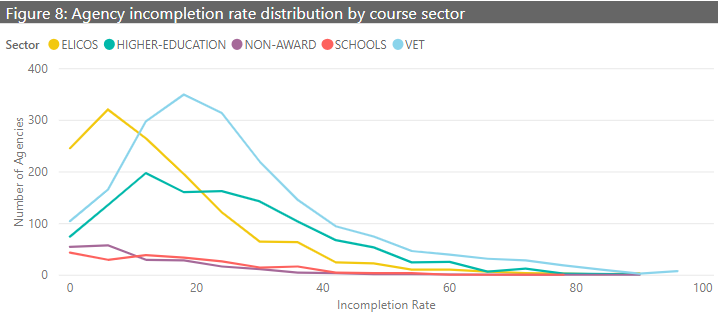 Figure 8: Agency incompletion rate distribution by course sector
Sector ELICOS HIGHER-EDUCATION NON-AWARD SCHOOLS VET
400
300
200
100
0
Number of Agencies
0 20 40 60 80 100
Incompletion Rate